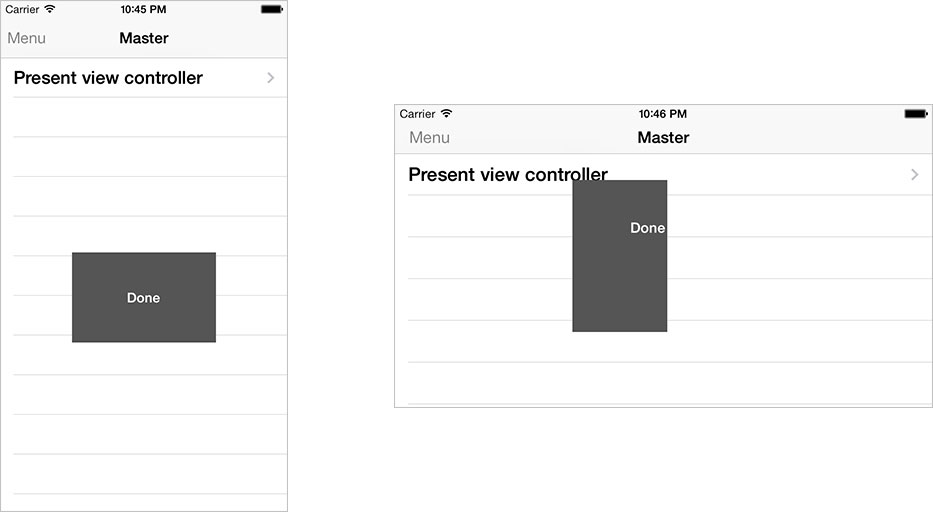 Carrier 10:45 PM
Menu Master
Present view controller
Done
Carrier 10:46 PM
Menu Master
Present view controller
Done